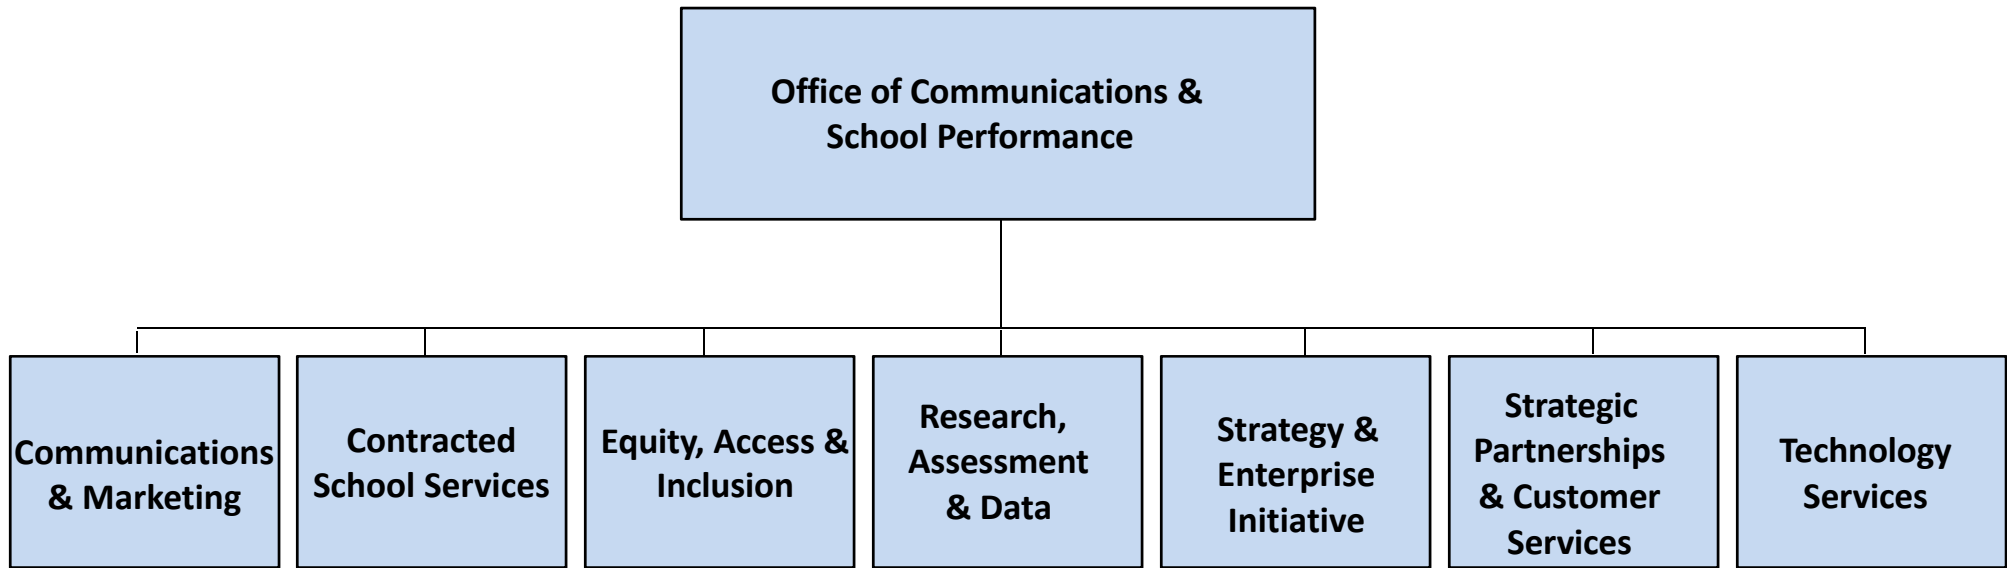 Office of Communications &
School Performance
Communications
& Marketing
Contracted
School Services
Equity, Access &
Inclusion
Research,
Assessment
& Data
Strategy &
Enterprise
Initiative
Strategic
Partnerships
& Customer
Services
Technology
Services